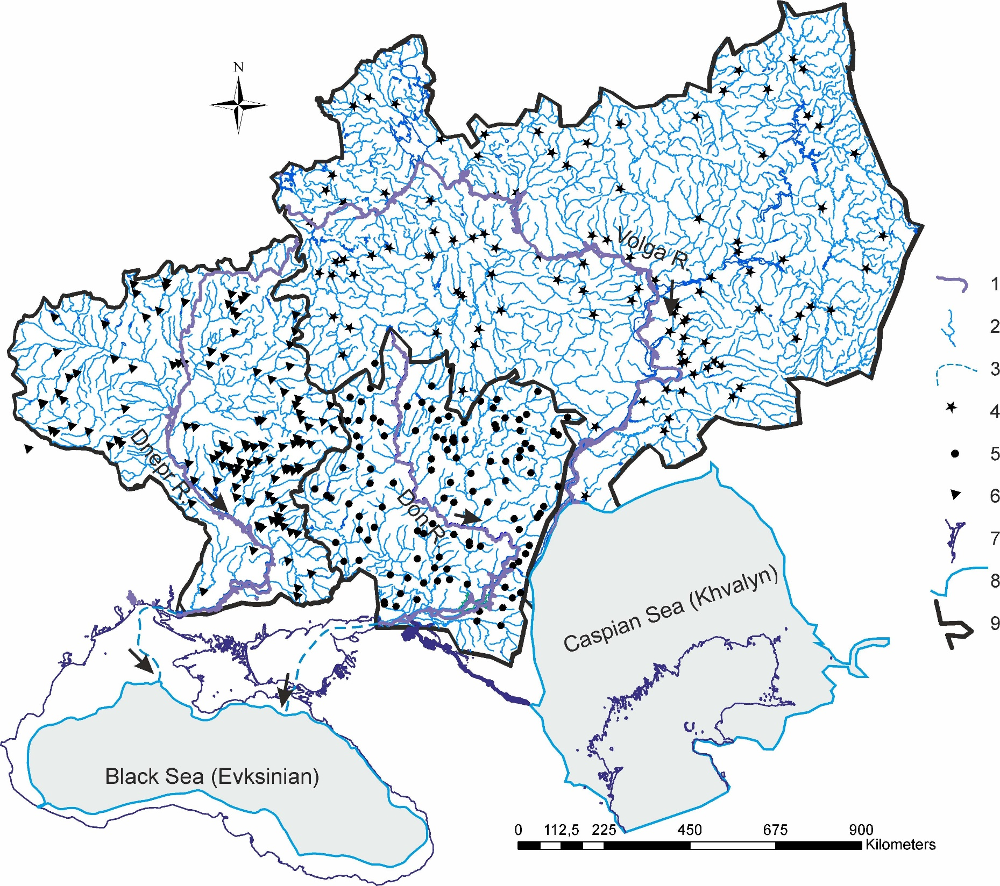 N
Volga R.
Dnepr R.
Don R.
1
2
3
4
5
6
7
8
9
Caspian Sea (Khvalyn)
Black Sea (Evksinian)
0 112,5 225 450 675 900
Kilometers